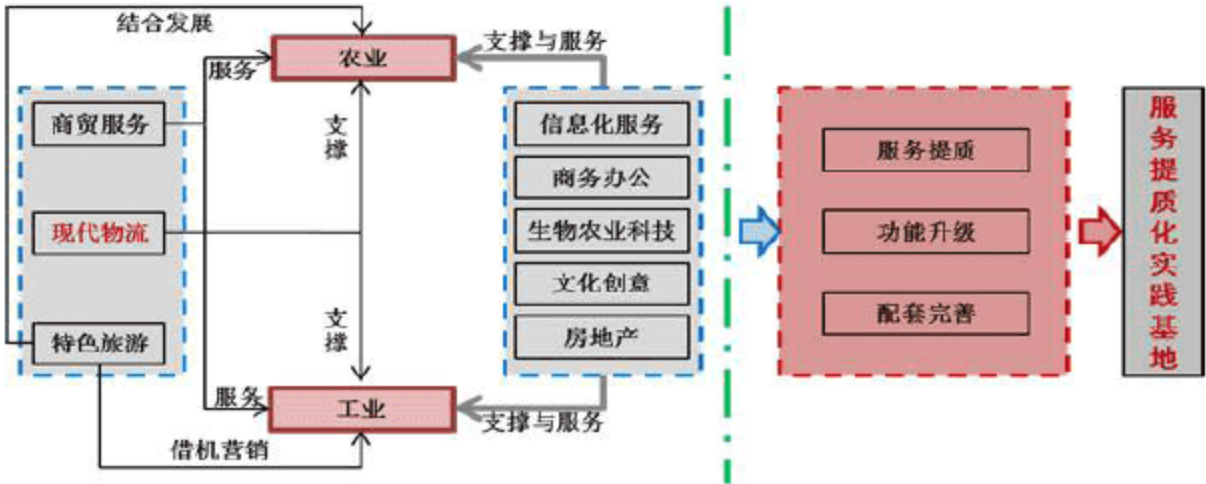 结合发展
农业
支撑与服务
服务
商贸服务
现代物流
特色旅游
支撑
支撑
服务
工业
支撑与服务
借机营销
信息化服务
商务办公
生物农业科技
文化创意
房地产
服务提质
功能升级
配套完善
服务提质化实践基地